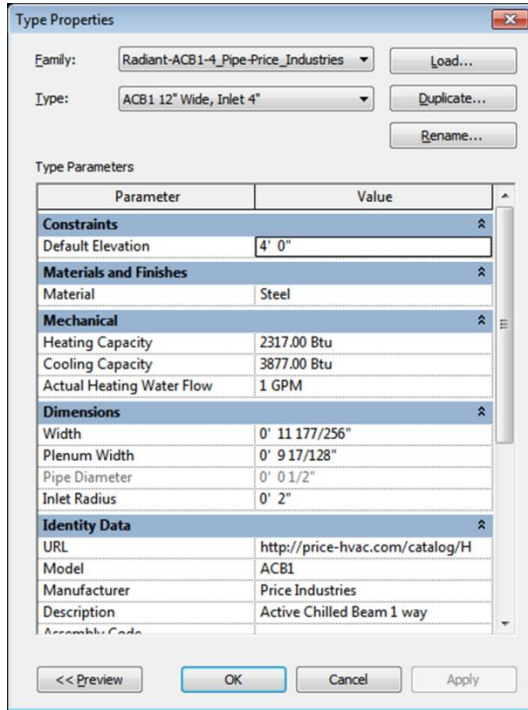 Type Properties
Family: Radiant-ACB1-4_Pipe-Price_Industries Load...
Type: ACB1 12" Wide, Inlet 4" Duplicate...
Rename...
Type Parameters
Parameter Value
Constraints
Default Elevation 4' 0"
Materials and Finishes
Material Steel
Mechanical
Heating Capacity 2317.00 Btu
Cooling Capacity 3877.00 Btu
Actual Heating Water Flow 1 GPM
Dimensions
Width 0' 11 177/256"
Plenum Width 0' 9 17/128"
Pipe Diameter 0' 0 1/2"
Inlet Radius 0' 2"
Identity Data
URL http://price-hvac.com/catalog/H
Model ACB1
Manufacturer Price Industries
Description Active Chilled Beam 1 way
Assembly Code
<< Preview OK Cancel Apply